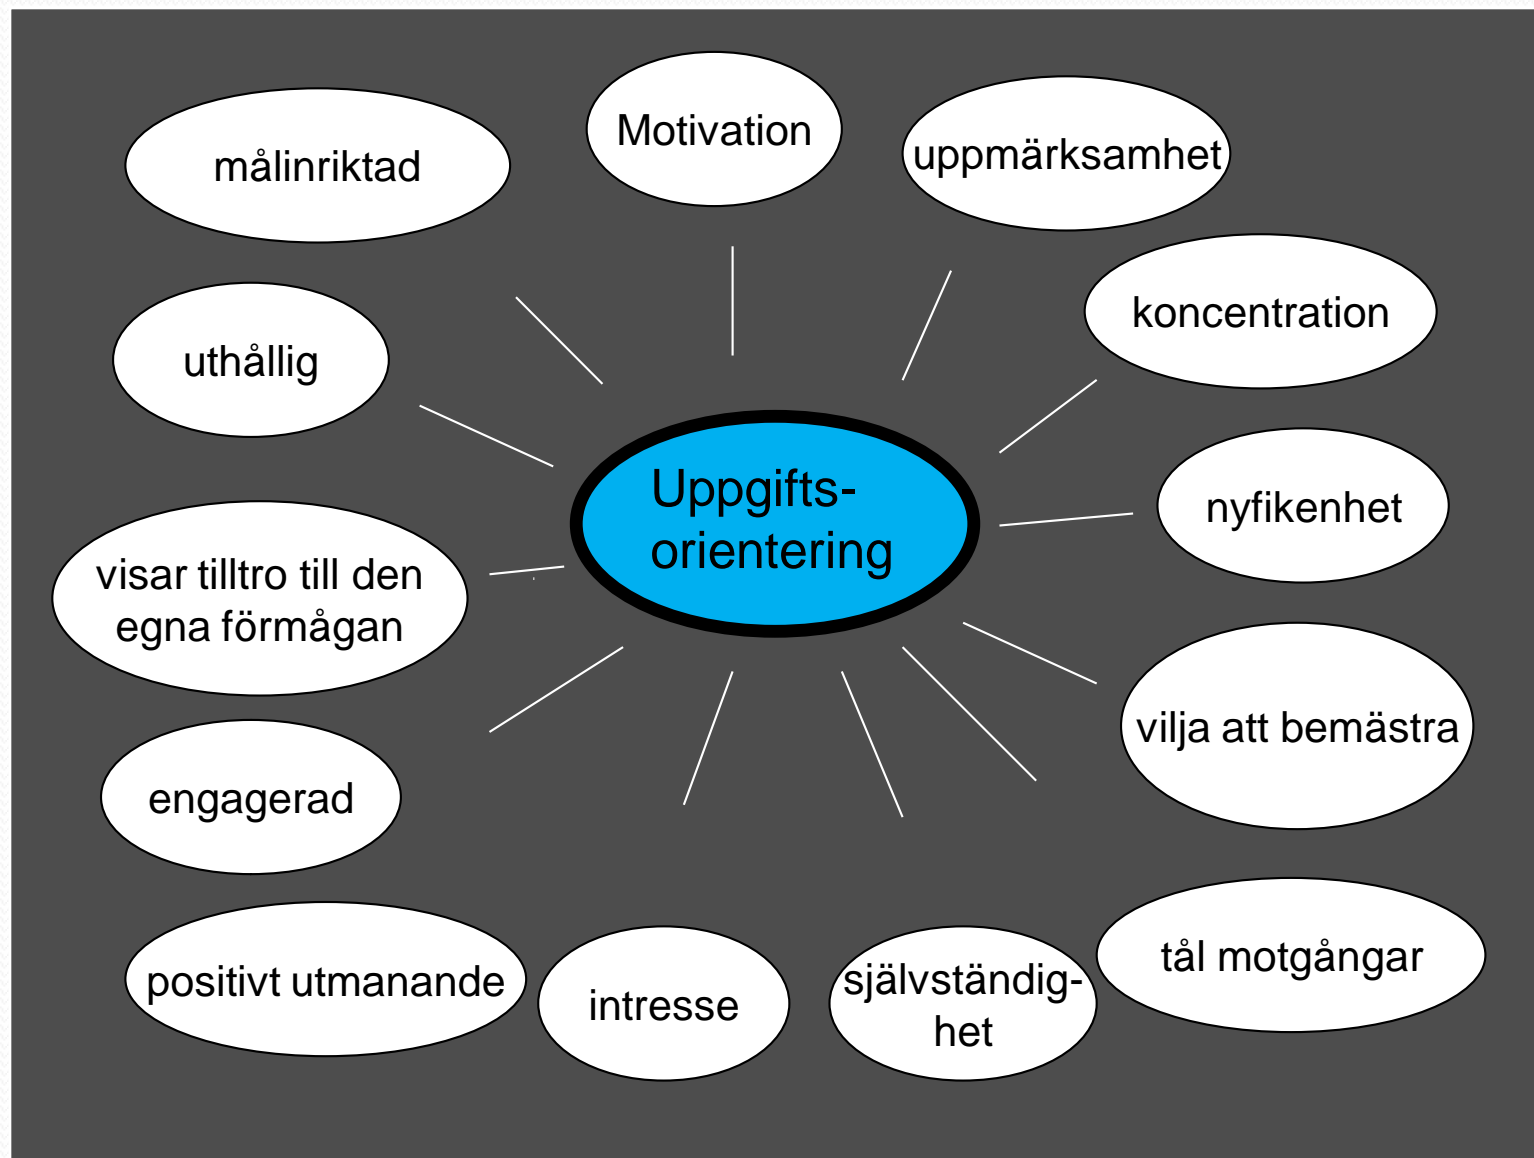 Motivation
uppmärksamhet
målinriktad
koncentration
uthållig
Uppgifts-
orientering
nyfikenhet
visar tilltro till den
egna förmågan
vilja att bemästra
engagerad
tål motgångar
positivt utmanande
intresse
självständig-
het